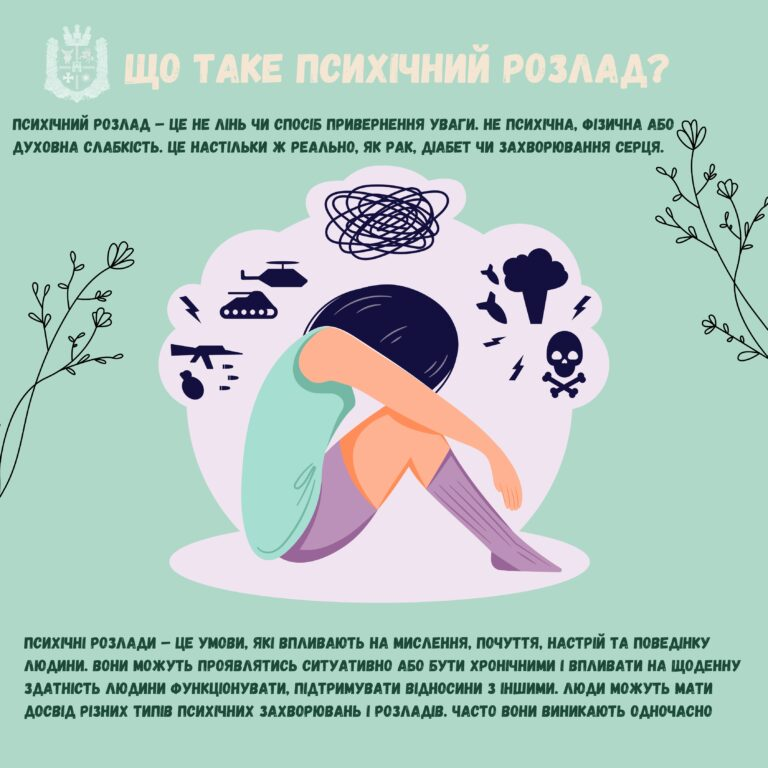 ЩО ТАКЕ ПСИХІЧНИЙ РОЗЛАД?
ПСИХІЧНИЙ РОЗЛАД – ЦЕ НЕ ЛІНЬ ЧИ СПОСІБ ПРИВЕРНЕННЯ УВАГИ. НЕ ПСИХІЧНА, ФІЗИЧНА АБО
ДУХОВНА СЛАБКІСТЬ. ЦЕ НАСТІЛЬКИ Ж РЕАЛЬНО, ЯК РАК, ДІАБЕТ ЧИ ЗАХВОРЮВАННЯ СЕРЦЯ.
ПСИХІЧНІ РОЗЛАДИ – ЦЕ УМОВИ, ЯКІ ВПЛИВАЮТЬ НА МИСЛЕННЯ, ПОЧУТТЯ, НАСТРІЙ ТА ПОВЕДІНКУ
ЛЮДИНИ. ВОНИ МОЖУТЬ ПРОЯВЛЯТИСЬ СИТУАТИВНО АБО БУТИ ХРОНІЧНИМИ І ВПЛИВАТИ НА ЩОДЕННУ
ЗДАТНІСТЬ ЛЮДИНИ ФУНКЦІОНУВАТИ, ПІДТРИМУВАТИ ВІДНОСИНИ З ІНШИМИ. ЛЮДИ МОЖУТЬ МАТИ
ДОСВІД РІЗНИХ ТИПІВ ПСИХІЧНИХ ЗАХВОРЮВАНЬ І РОЗЛАДІВ. ЧАСТО ВОНИ ВИНИКАЮТЬ ОДНОЧАСНО